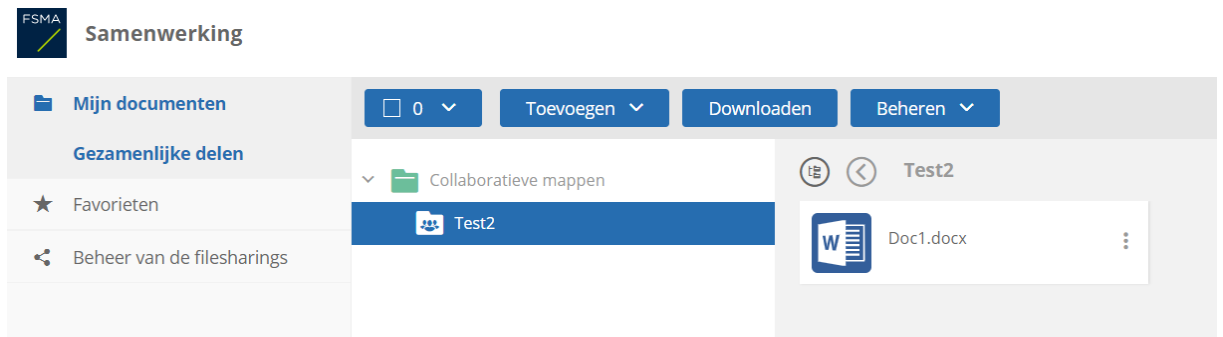 FSMA
Samenwerking
Mijn documenten
Gezamenlijke delen
Favorieten
Beheer van de filesharings
0
Toevoegen
Downloaden
Beheren
Collaboratieve mappen
Test2
Test2
W
Doc1.docx